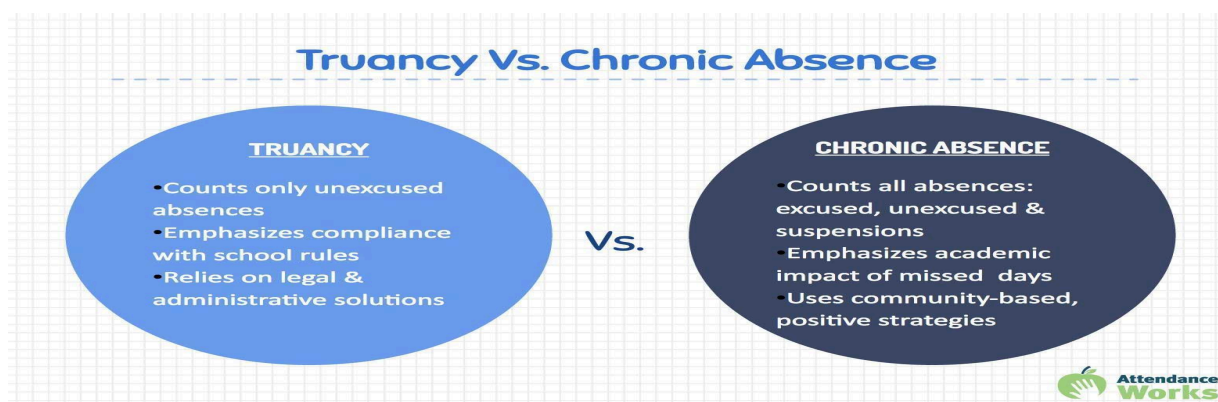 Truancy Vs. Chronic Absence
TRUANCY
•Counts only unexcused
absences
•Emphasizes compliance
with school rules
•Relies on legal &
administrative solutions
Vs.
CHRONIC ABSENCE
•Counts all absences:
excused, unexcused &
suspensions
•Emphasizes academic
impact of missed days
•Uses community-based,
positive strategies
Attendance
Works